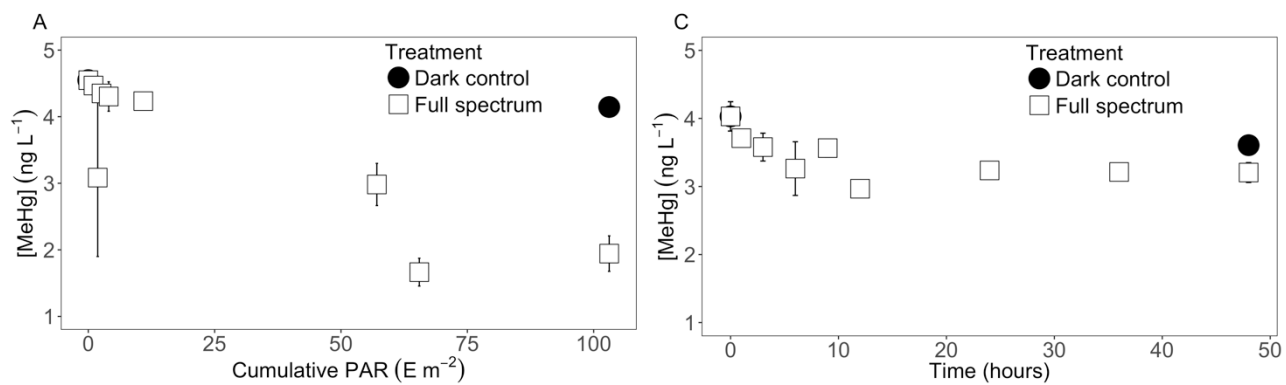 A
Treatment
Dark control
Full spectrum
[MeHg] (ng L⁻¹)
5
4
3
2
1
0
25
50
75
100
Cumulative PAR (E m⁻²)
C
Treatment
Dark control
Full spectrum
[MeHg] (ng L⁻¹)
5
4
3
2
1
0
10
20
30
40
50
Time (hours)